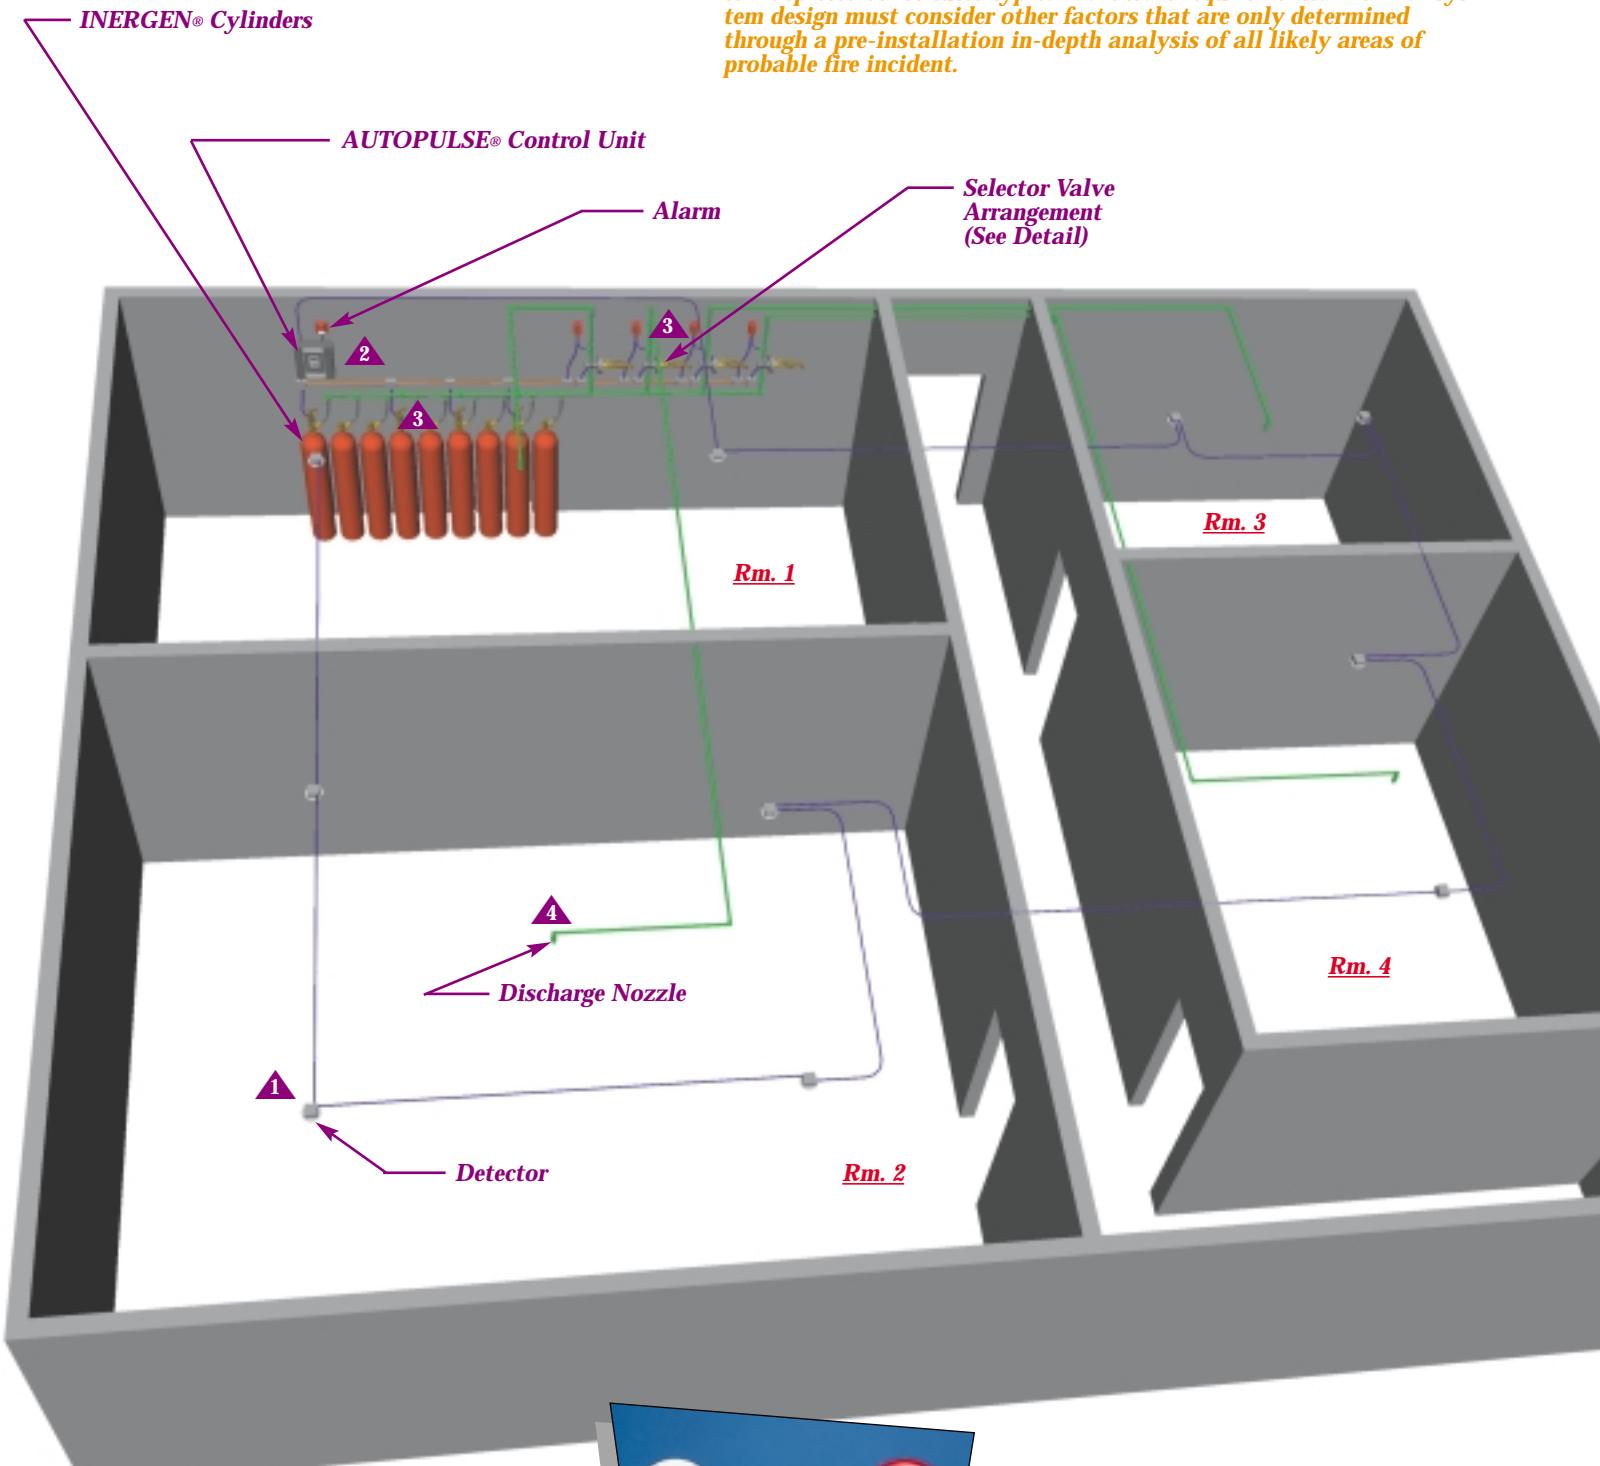 INERGEN® Cylinders
tem design must consider other factors that are only determined
through a pre-installation in-depth analysis of all likely areas of
probable fire incident.
AUTOPULSE® Control Unit
Alarm
Selector Valve
Arrangement
(See Detail)
2
3
3
Rm. 1
Rm. 3
4
Discharge Nozzle
Rm. 4
1
Detector
Rm. 2